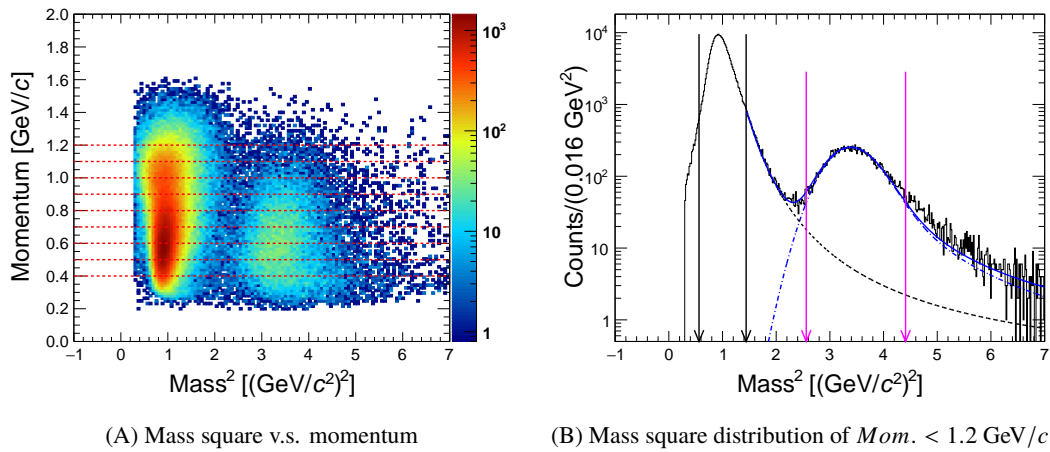 2.0
1.8
1.6
1.4
1.2
1.0
0.8
0.6
0.4
0.2
0.0
Momentum [GeV/c]
−1 0 1 2 3 4 5 6 7
Mass² [(GeV/c²)²]
10³
10²
10
1
(A) Mass square v.s. momentum
10⁴
10³
10²
10
1
Counts/(0.016 GeV²)
−1 0 1 2 3 4 5 6 7
Mass² [(GeV/c²)²]
(B) Mass square distribution of Mom. < 1.2 GeV/c